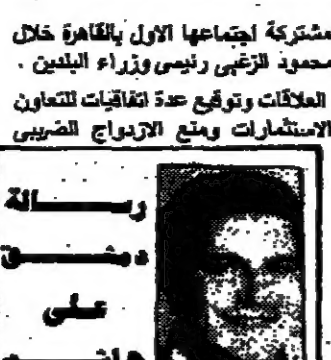 مشتركة اجتماعها الاول بالقاهرة خلال
محمود الزغبى رئيسى وزراء البلدين .
العلاقات وتوقيع عدة اتفاقيات للتعاون
الاستثمارات ومنع الازدواج الضريبى
رسالة
دمشق
على